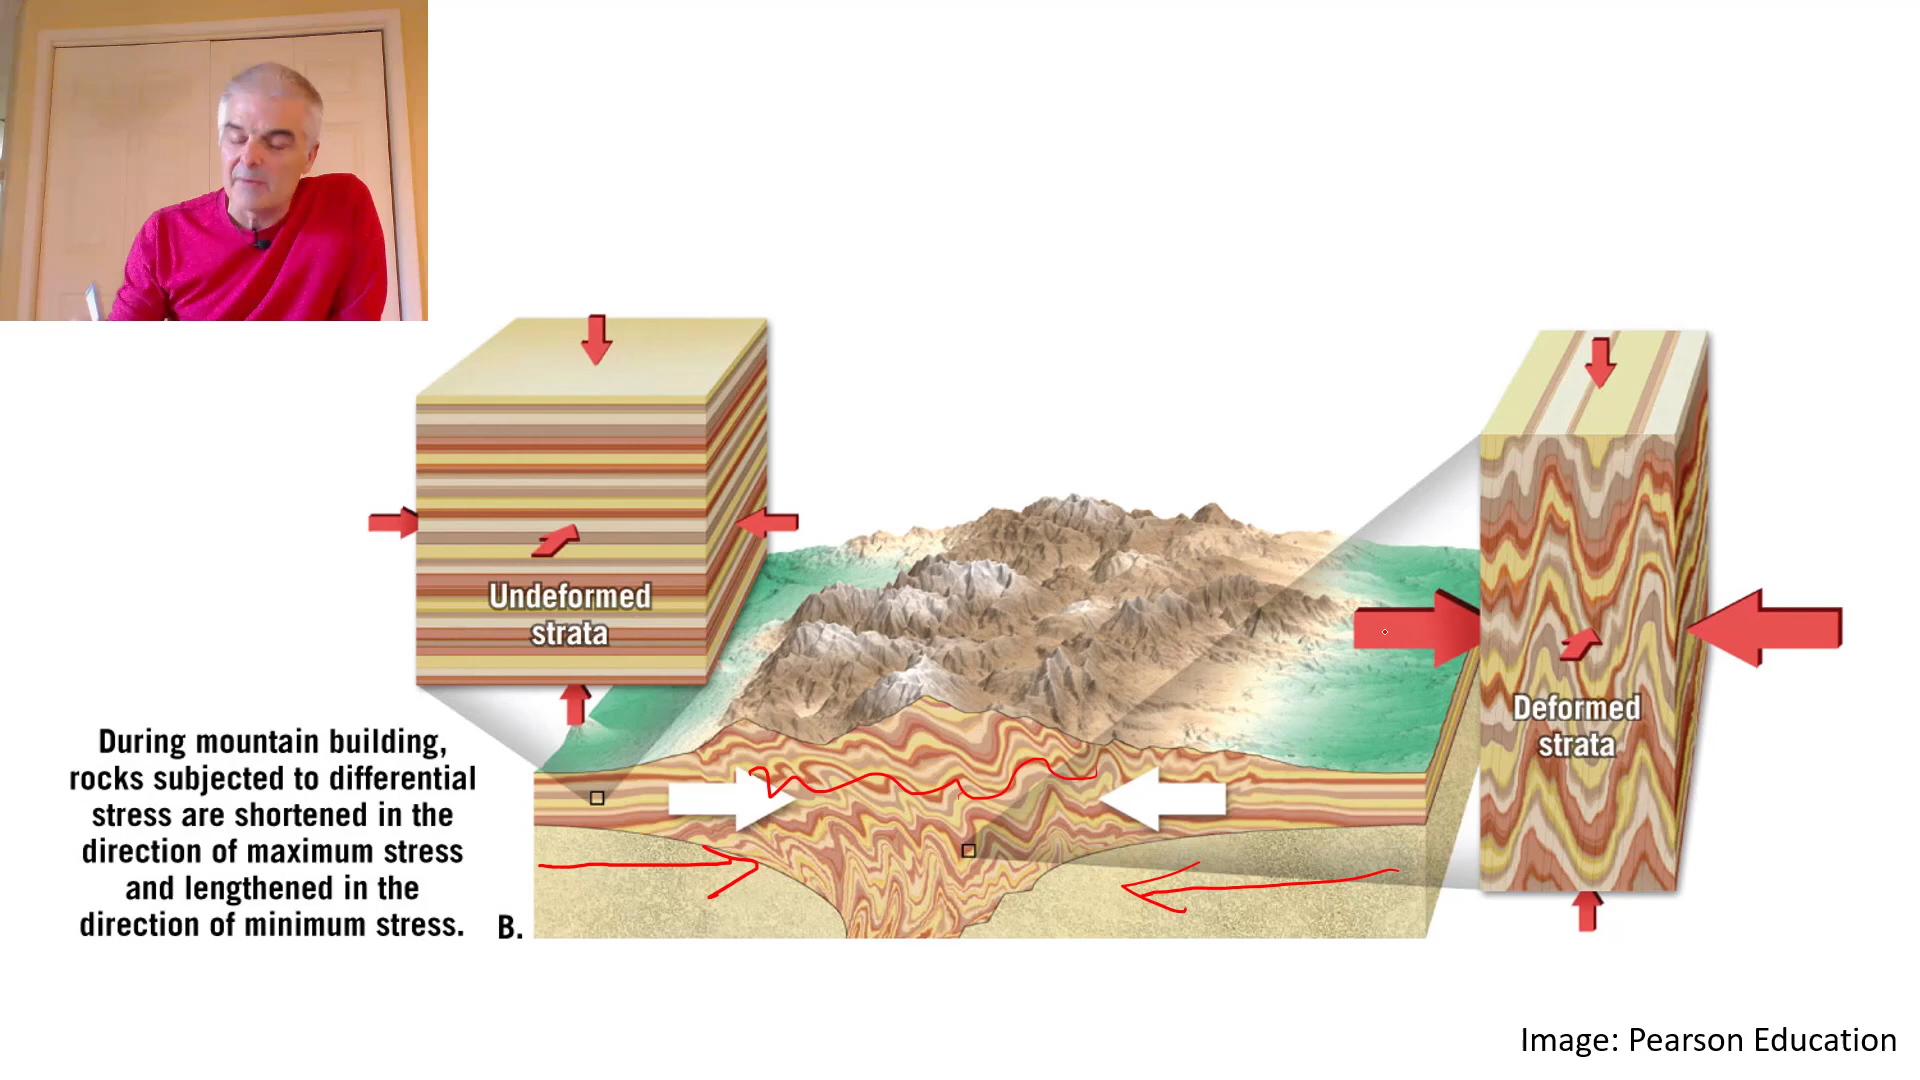 Undeformed
strata
During mountain building,
rocks subjected to differential
stress are shortened in the
direction of maximum stress
and lengthened in the
direction of minimum stress.
B.
Deformed
strata
Image: Pearson Education